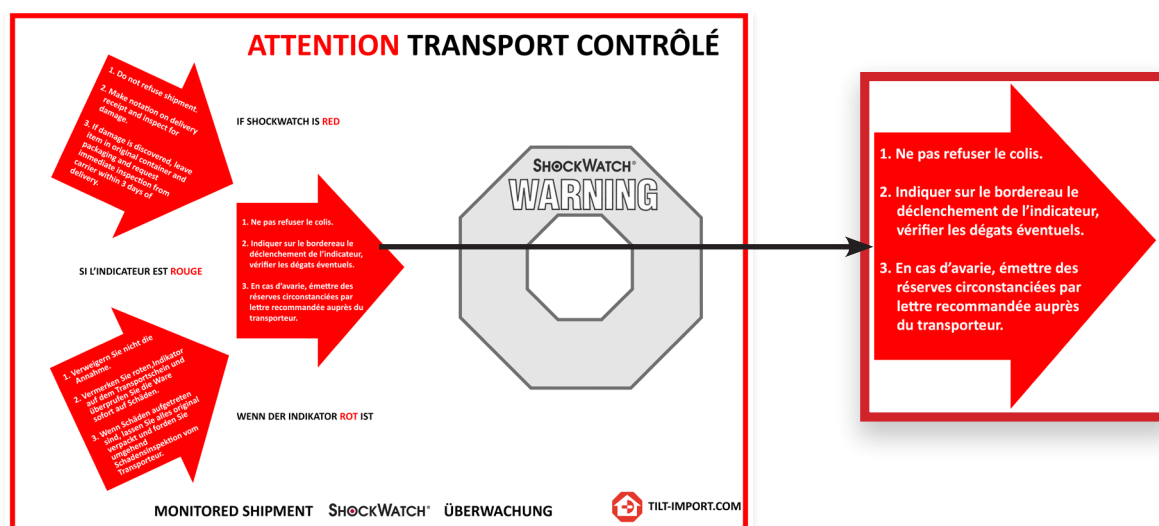 ATTENTION TRANSPORT CONTRÔLÉ
1. Do not refuse shipment.
2. Make notation on delivery
receipt and inspect for
damage.
3. If damage is discovered, leave
item in original container and
packaging and request
immediate inspection from
carrier within 3 days of
delivery.
IF SHOCKWATCH IS RED
SHOCKWATCH®
WARNING
1. Ne pas refuser le colis.
2. Indiquer sur le bordereau le
déclenchement de l'indicateur,
vérifier les dégats éventuels.
3. En cas d'avarie, émettre des
réserves circonstanciées par
lettre recommandée auprès du
transporteur.
SI L'INDICATEUR EST ROUGE
1. Verweigern Sie nicht die
Annahme.
2. Vermerken Sie roten,Indikator
auf dem Transportschein und
überprufen Sie die Ware
sofort auf Schäden.
3. Wenn Schäden aufgetreten
sind, lassen Sie alles original
verpackt und forden Sie
umgehend
Schadensinspektion vom
Transporteur.
WENN DER INDIKATOR ROT IST
MONITORED SHIPMENT SHOCKWATCH® ÜBERWACHUNG
TILT-IMPORT.COM
1. Ne pas refuser le colis.
2. Indiquer sur le bordereau le
déclenchement de l'indicateur,
vérifier les dégats éventuels.
3. En cas d'avarie, émettre des
réserves circonstanciées par
lettre recommandée auprès
du transporteur.